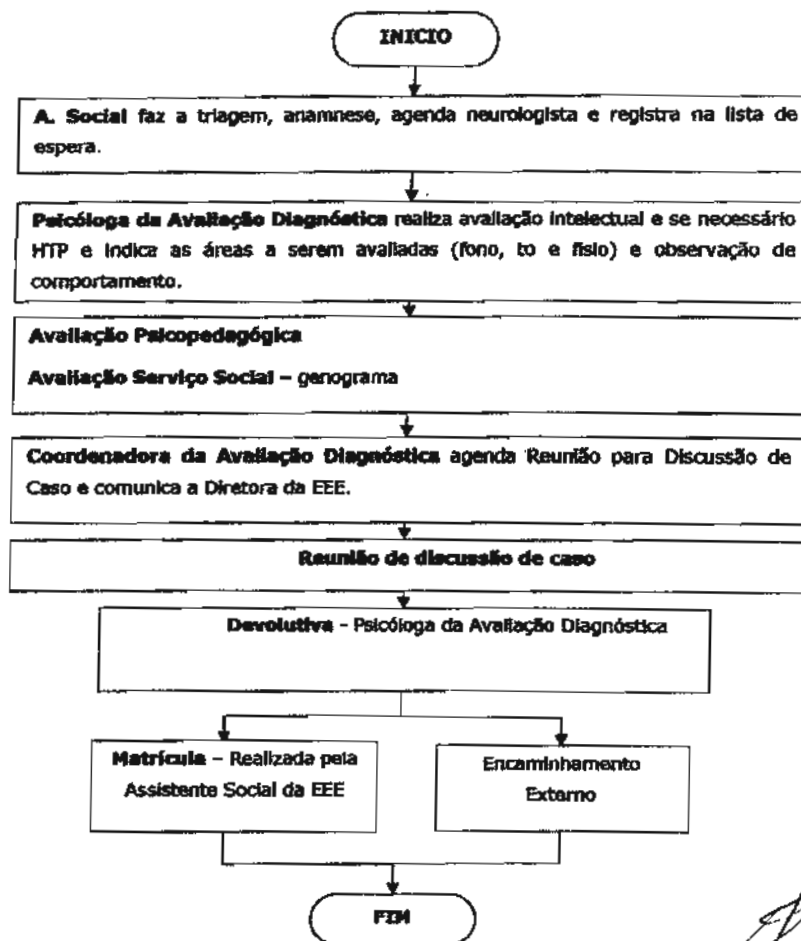 INICIO
A. Social faz a triagem, anamnese, agenda neurologista e registra na lista de
espera.
Psicóloga da Avaliação Diagnóstica realiza avaliação intelectual e se necessário
HTP e indica as áreas a serem avaliadas (fono, to e fisio) e observação de
comportamento.
Avaliação Psicopedagógica
Avaliação Serviço Social – genograma
Coordenadora da Avaliação Diagnóstica agenda Reunião para Discussão de
Caso e comunica a Diretora da EEE.
Reunião de discussão de caso
Devolutiva - Psicóloga da Avaliação Diagnóstica
Matrícula – Realizada pela
Assistente Social da EEE
Encaminhamento
Externo
FIM